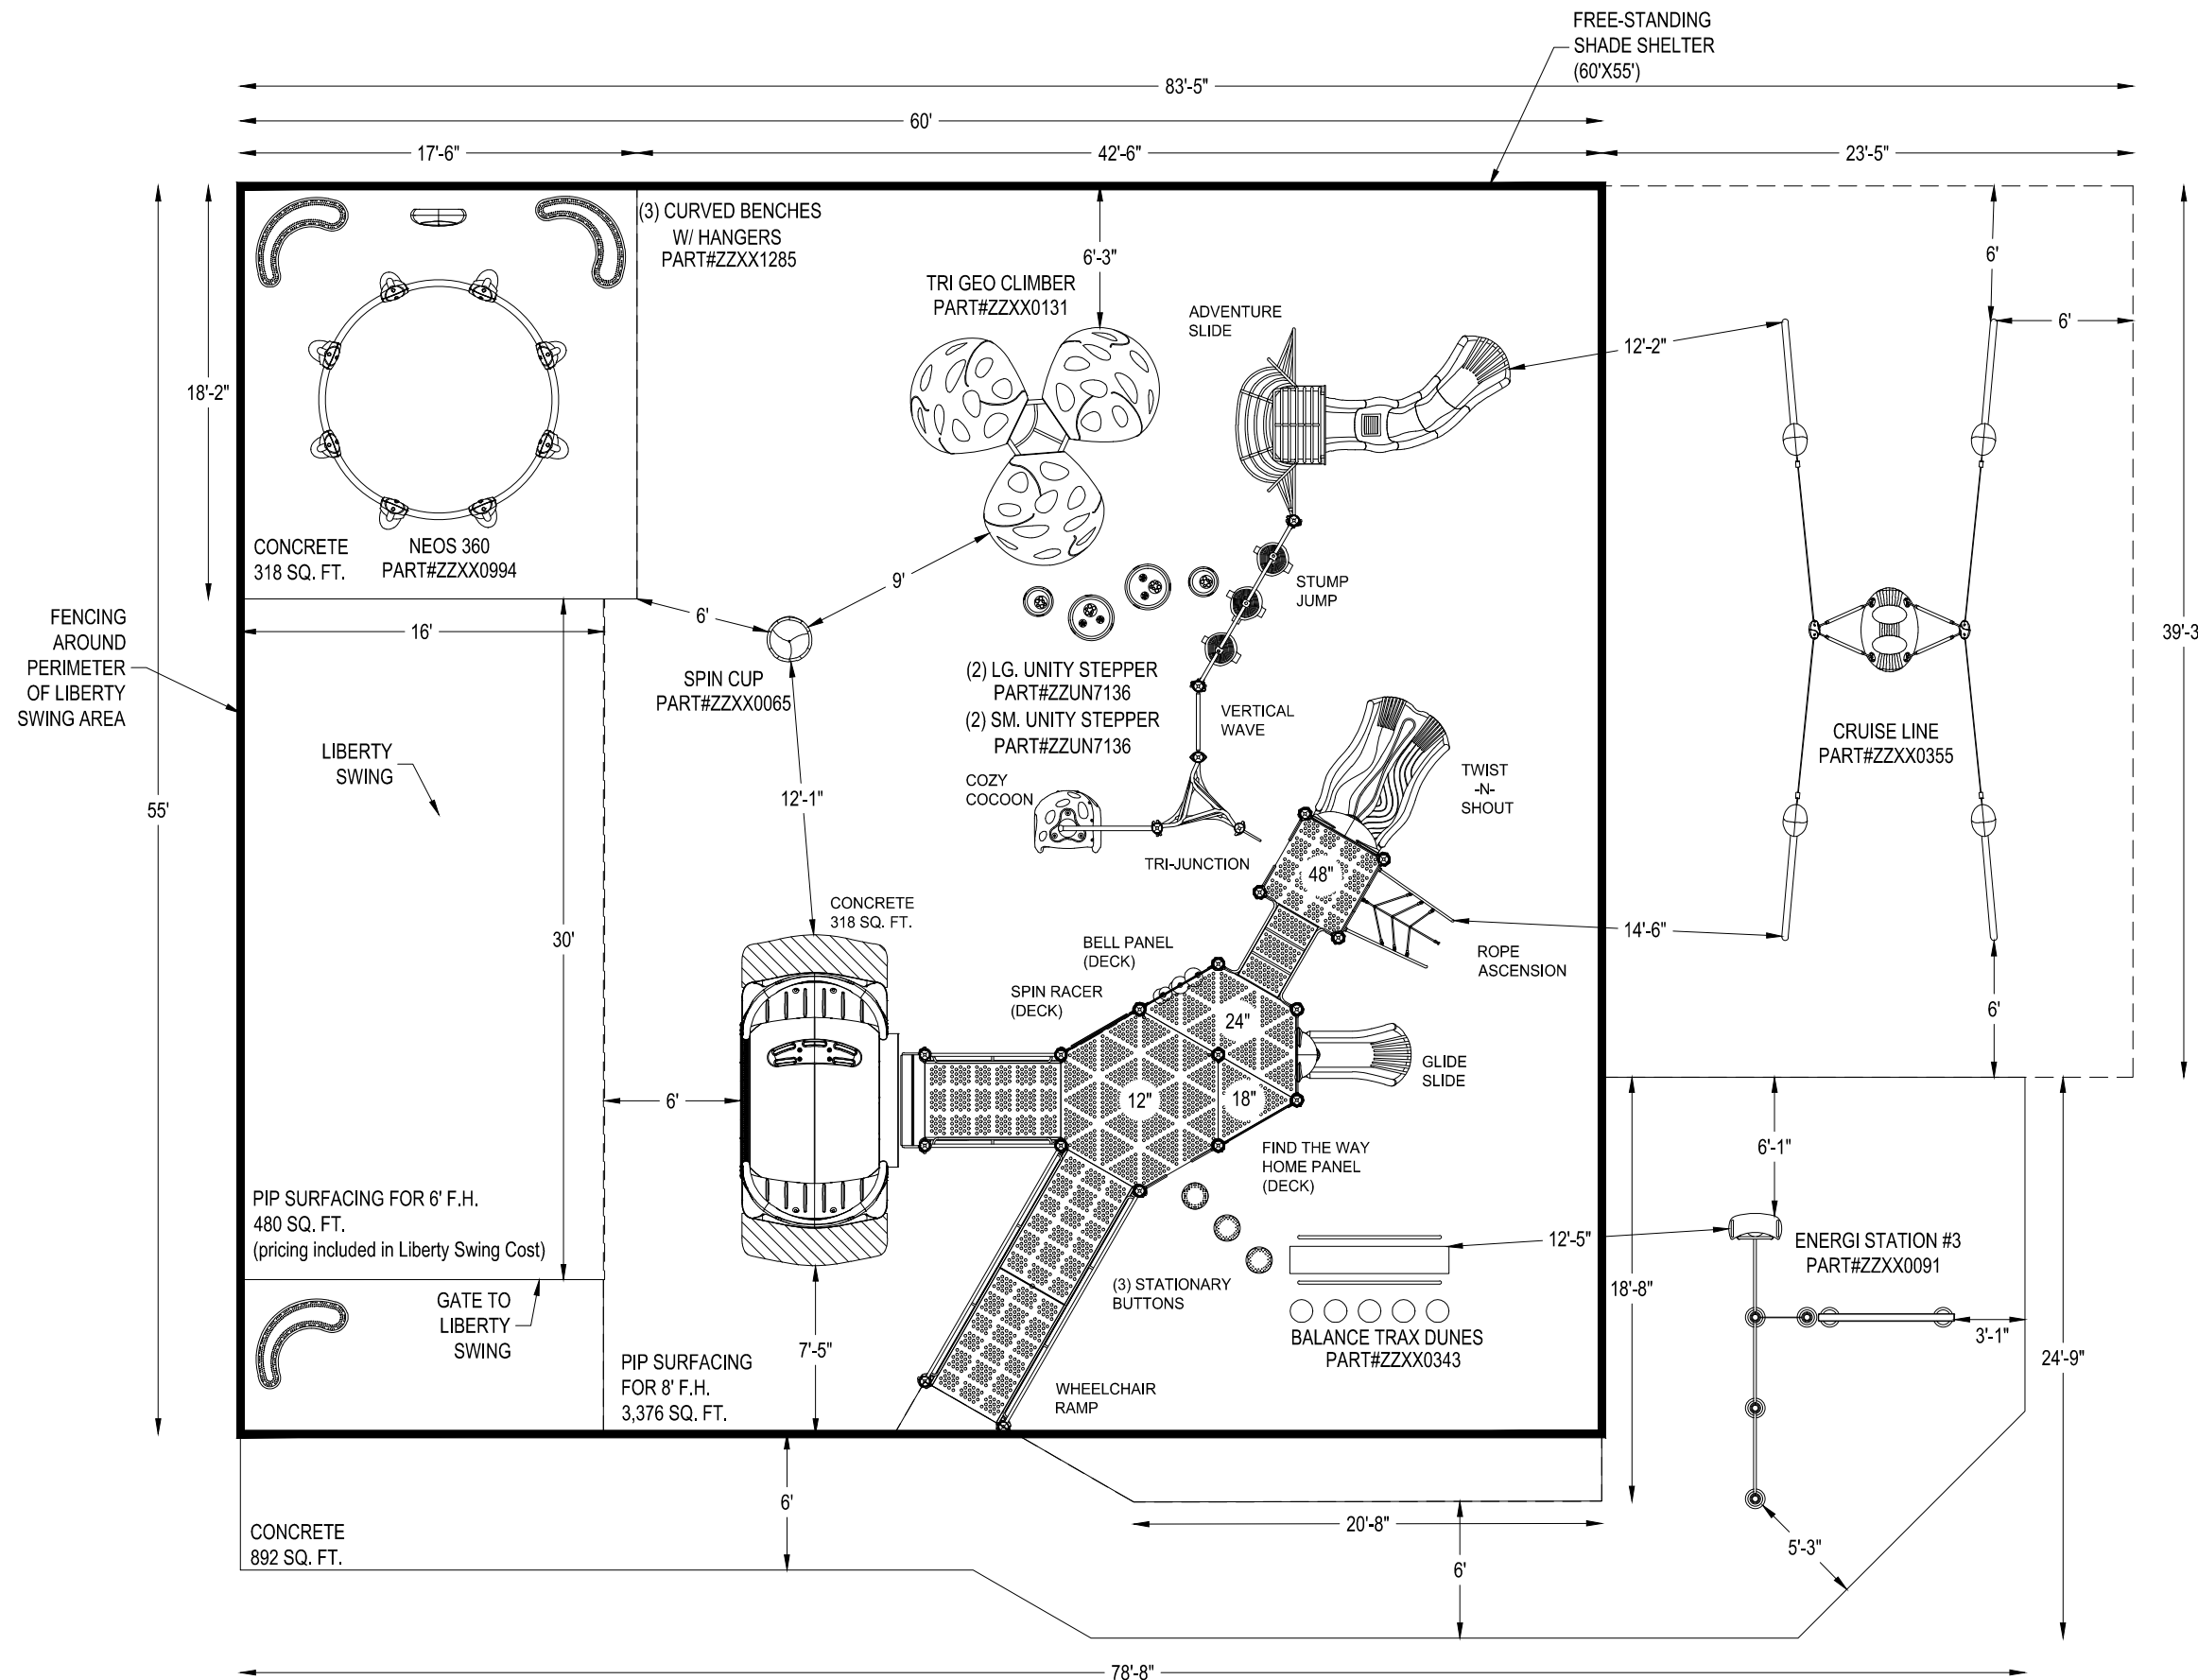 FREE-STANDING
SHADE SHELTER
(60'X55')
83'-5"
60'
17'-6"
42'-6"
23'-5"
(3) CURVED BENCHES
W/ HANGERS
PART#ZZXX1285
6'-3"
6'
TRI GEO CLIMBER
PART#ZZXX0131
ADVENTURE
SLIDE
6'
12'-2"
18'-2"
CONCRETE
318 SQ. FT.
NEOS 360
PART#ZZXX0994
9'
STUMP
JUMP
FENCING
AROUND
PERIMETER
OF LIBERTY
SWING AREA
16'
6'
39'-3
SPIN CUP
PART#ZZXX0065
(2) LG. UNITY STEPPER
PART#ZZUN7136
(2) SM. UNITY STEPPER
PART#ZZUN7136
VERTICAL
WAVE
CRUISE LINE
PART#ZZXX0355
LIBERTY
SWING
55'
12'-1"
COZY
COCOON
TWIST
-N-
SHOUT
TRI-JUNCTION
48"
CONCRETE
318 SQ. FT.
30'
14'-6"
BELL PANEL
(DECK)
ROPE
ASCENSION
SPIN RACER
(DECK)
6'
24"
GLIDE
SLIDE
6'
12"
18"
FIND THE WAY
HOME PANEL
(DECK)
6'-1"
PIP SURFACING FOR 6' F.H.
480 SQ. FT.
(pricing included in Liberty Swing Cost)
12'-5"
ENERGI STATION #3
PART#ZZXX0091
(3) STATIONARY
BUTTONS
18'-8"
GATE TO
LIBERTY
SWING
BALANCE TRAX DUNES
PART#ZZXX0343
3'-1"
7'-5"
24'-9"
PIP SURFACING
FOR 8' F.H.
3,376 SQ. FT.
WHEELCHAIR
RAMP
6'
20'-8"
CONCRETE
892 SQ. FT.
5'-3"
6'
78'-8"